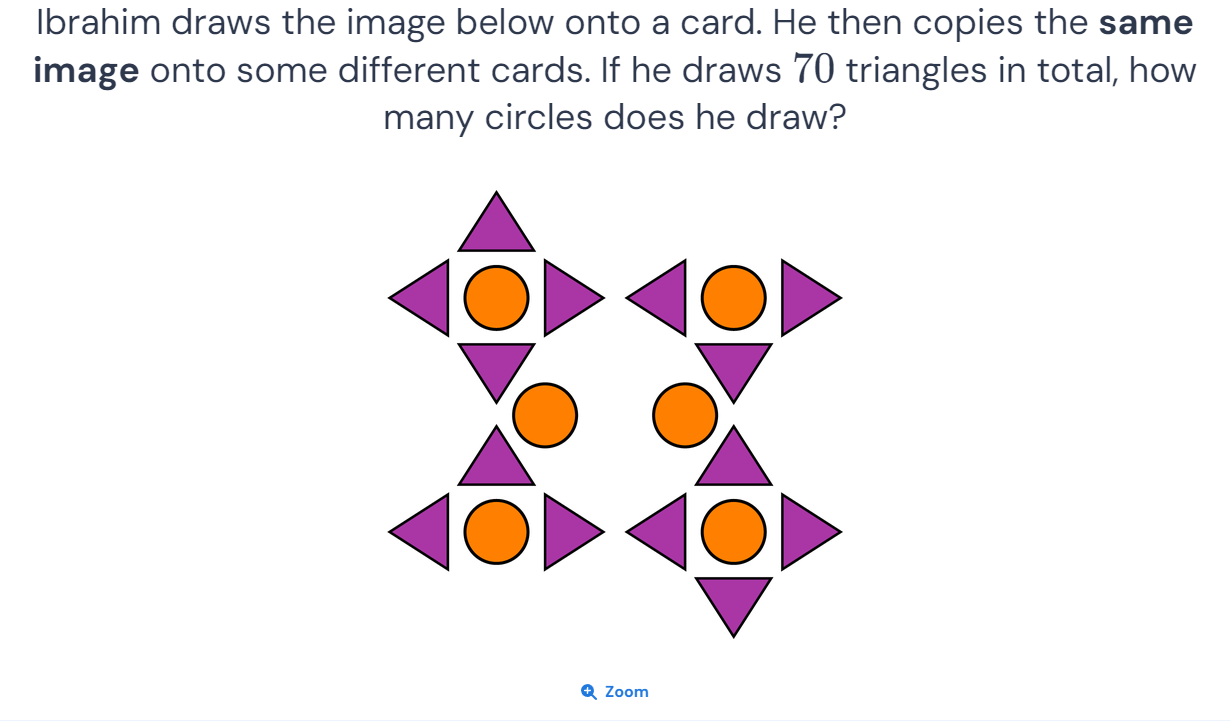 Ibrahim draws the image below onto a card. He then copies the same
image onto some different cards. If he draws 70 triangles in total, how
many circles does he draw?
Zoom